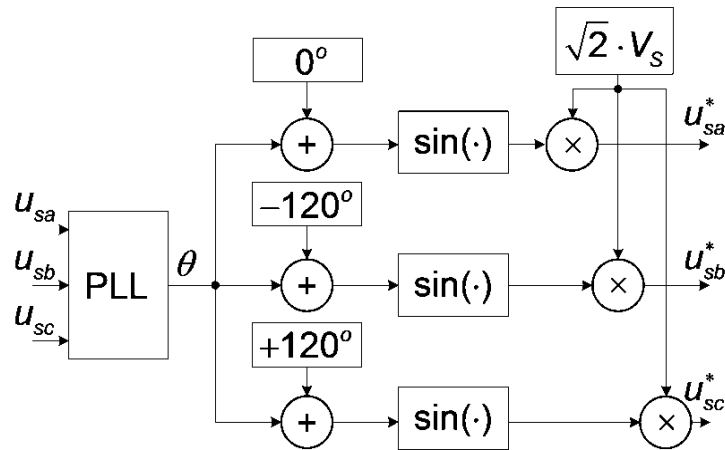 0°
√2 · V_S
+
sin(·)
×
u*_sa
u_sa
−120°
u_sb
PLL
θ
+
sin(·)
×
u*_sb
u_sc
+120°
+
sin(·)
×
u*_sc